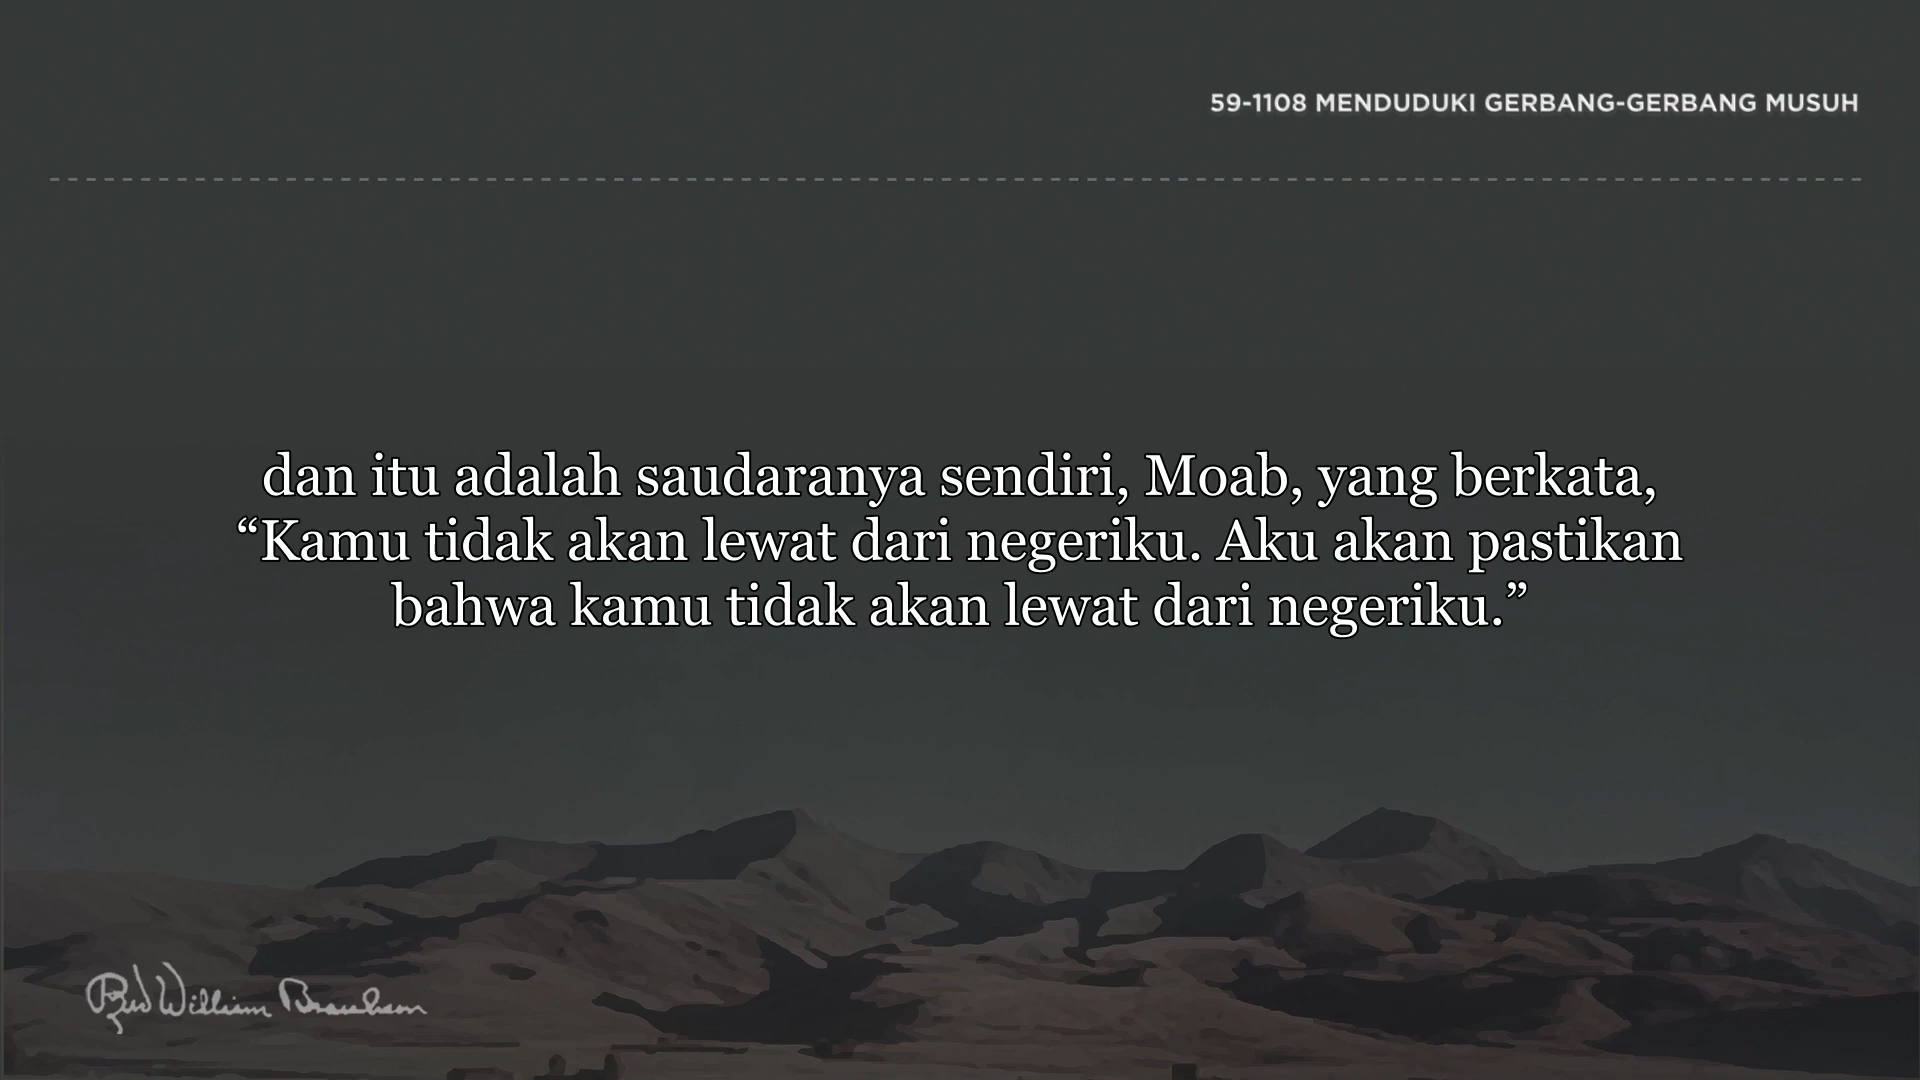 59-1108 MENDUDUKI GERBANG-GERBANG MUSUH
dan itu adalah saudaranya sendiri, Moab, yang berkata,
“Kamu tidak akan lewat dari negeriku. Aku akan pastikan
bahwa kamu tidak akan lewat dari negeriku.”
Rev William Branham